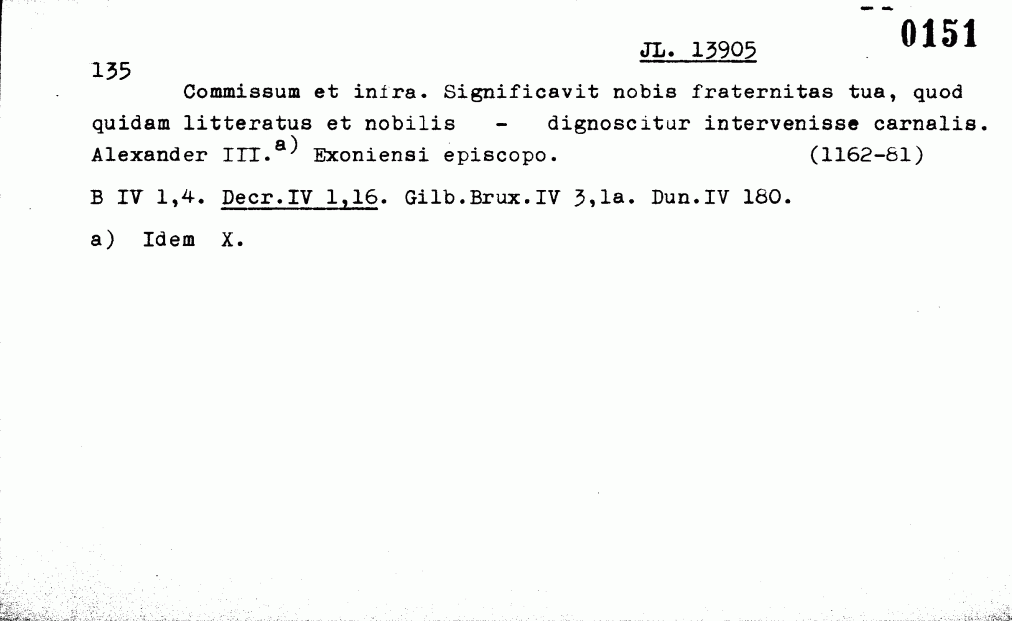 0151
JL. 13905
135
Commissum et infra. Significavit nobis fraternitas tua, quod
quidam litteratus et nobilis - dignoscitur intervenisse carnalis.
Alexander III.a) Exoniensi episcopo. (1162-81)
B IV 1,4. Decr.IV 1,16. Gilb.Brux.IV 3,1a. Dun.IV 180.
a) Idem X.